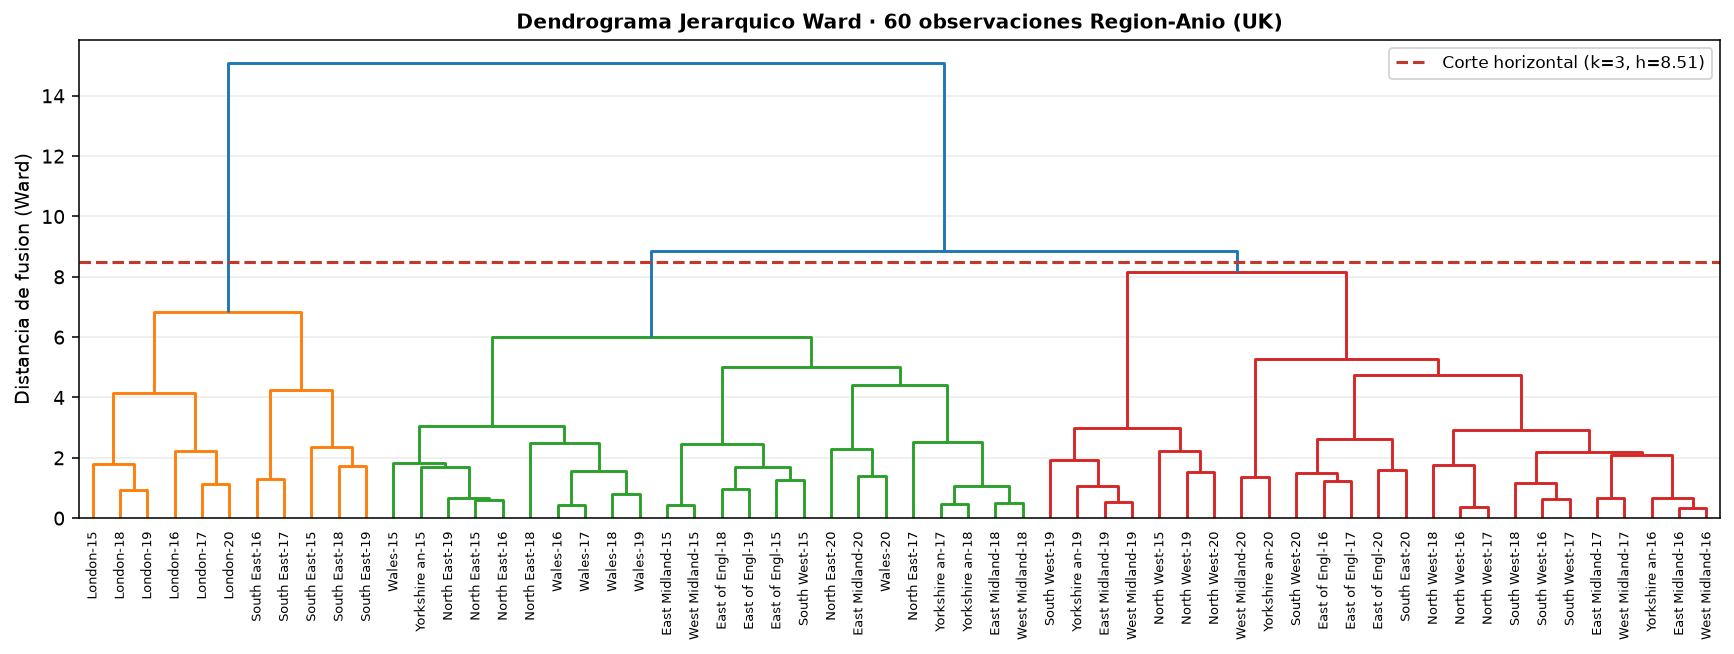 Dendrograma Jerarquico Ward · 60 observaciones Region-Anio (UK)
Corte horizontal (k=3, h=8.51)
Distancia de fusion (Ward)
14
12
10
8
6
4
2
0
London-15
London-18
London-19
London-16
London-17
London-20
South East-16
South East-17
South East-15
South East-18
South East-19
Wales-15
Yorkshire an-15
North East-19
North East-15
North East-16
North East-18
Wales-16
Wales-17
Wales-18
Wales-19
East Midland-15
West Midland-15
East of Engl-18
East of Engl-19
East of Engl-15
South West-15
North East-20
East Midland-20
Wales-20
North East-17
Yorkshire an-17
Yorkshire an-18
East Midland-18
West Midland-18
South West-19
Yorkshire an-19
East Midland-19
West Midland-19
North West-15
North West-19
North West-20
West Midland-20
Yorkshire an-20
South West-20
East of Engl-16
East of Engl-17
East of Engl-20
South East-20
North West-18
North West-16
North West-17
South West-18
South West-16
South West-17
East Midland-17
West Midland-17
Yorkshire an-16
East Midland-16
West Midland-16